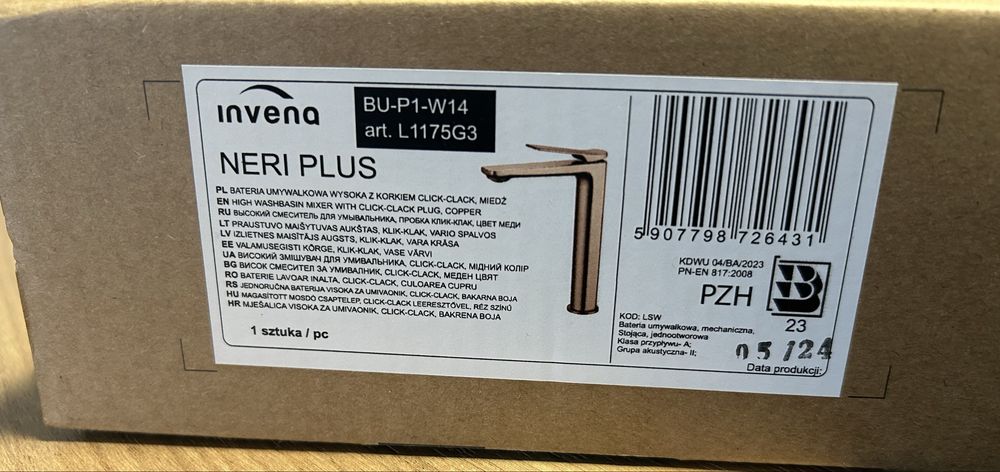 ınvena
BU-P1-W14
art. L1175G3
NERI PLUS
PL BATERIA UMYWALKOWA WYSOKA Z KORKIEM CLICK-CLACK, MIEDŹ
EN HIGH WASHBASIN MIXER WITH CLICK-CLACK PLUG, COPPER
RU ВЫСОКИЙ СМЕСИТЕЛЬ ДЛЯ УМЫВАЛЬНИКА, ПРОБКА КЛИК-КЛАК, ЦВЕТ МЕДИ
LT PRAUSTUVO MAIŠYTUVAS AUKŠTAS, KLIK-KLAK, VARIO SPALVOS
LV IZLIETNES MAISĪTĀJS AUGSTS, KLIK-KLAK, VARA KRĀSA
EE VALAMUSEGISTI KÕRGE, KLIK-KLAK, VASE VÄRVI
UA ВИСОКИЙ ЗМІШУВАЧ ДЛЯ УМИВАЛЬНИКА, CLICK-CLACK, МІДНИЙ КОЛІР
BG ВИСОК СМЕСИТЕЛ ЗА УМИВАЛНИК, CLICK-CLACK, МЕДЕН ЦВЯТ
RO BATERIE LAVOAR INALTA, CLICK-CLACK, CULOAREA CUPRU
RS JEDNORUČNA BATERIJA VISOKA ZA UMIVAONIK, CLICK-CLACK, BAKARNA BOJA
HU MAGASÍTOTT MOSDÓ CSAPTELEP, CLICK-CLACK LEERESZTŐVEL, RÉZ SZÍNŰ
HR MJEŠALICA VISOKA ZA UMIVAONIK, CLICK-CLACK, BAKRENA BOJA
1 sztuka / pc
5 907798 726431
KDWU 04/BA/2023
PN-EN 817:2008
PZH
B
23
KOD: LSW
Bateria umywalkowa, mechaniczna,
Stojąca, jednootworowa
Klasa przypływu- A;
Grupa akustyczna- II;
05/24
Data produkcji: